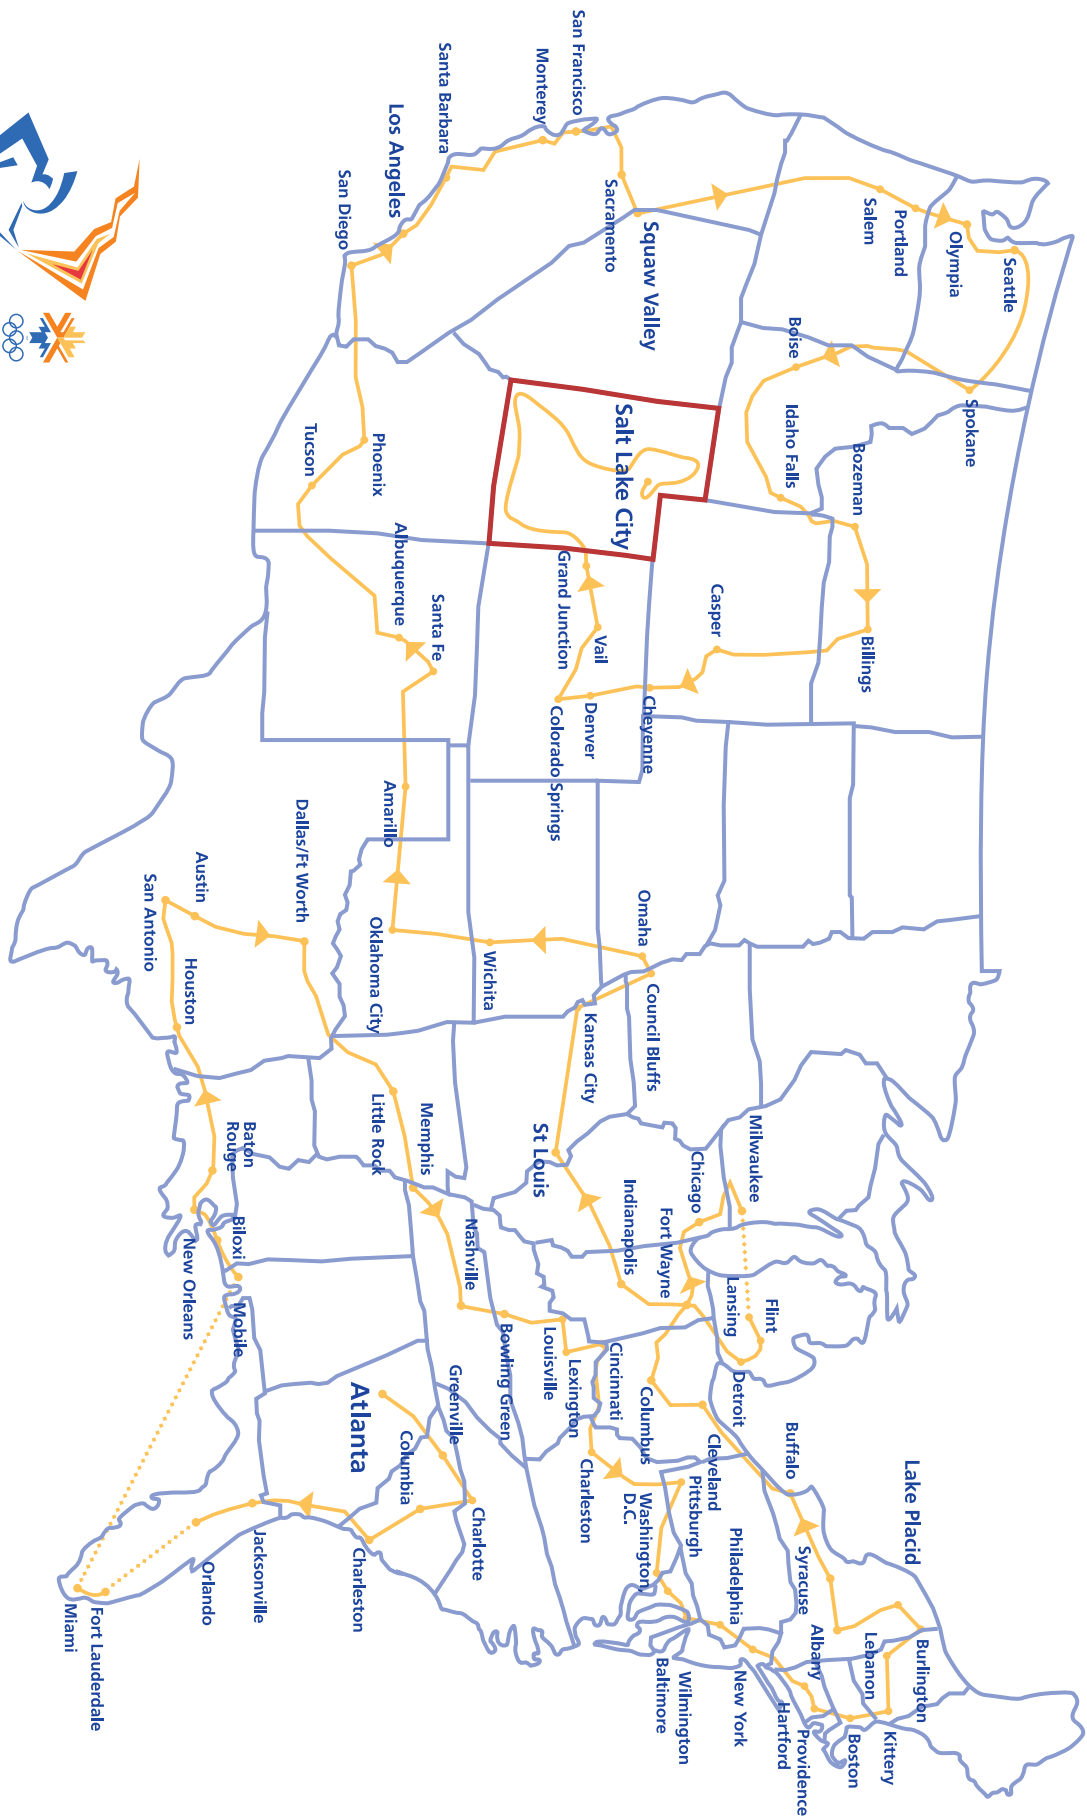 Seattle
Olympia
Spokane
Portland
Salem
Boise
Idaho Falls
Bozeman
Billings
Casper
Cheyenne
San Francisco
Monterey
Sacramento
Squaw Valley
Santa Barbara
Los Angeles
San Diego
Salt Lake City
Grand Junction
Vail
Denver
Colorado Springs
Phoenix
Tucson
Albuquerque
Santa Fe
Amarillo
Oklahoma City
Wichita
Omaha
Council Bluffs
Kansas City
St Louis
Dallas/Ft Worth
Austin
San Antonio
Houston
Baton
Rouge
New Orleans
Biloxi
Mobile
Little Rock
Memphis
Nashville
Bowling Green
Louisville
Lexington
Cincinnati
Indianapolis
Fort Wayne
Chicago
Milwaukee
Lansing
Flint
Detroit
Columbus
Cleveland
Pittsburgh
Charleston
Washington,
D.C.
Buffalo
Syracuse
Lake Placid
Burlington
Lebanon
Albany
Kittery
Boston
Providence
Hartford
New York
Philadelphia
Wilmington
Baltimore
Atlanta
Greenville
Columbia
Charlotte
Charleston
Jacksonville
Orlando
Fort Lauderdale
Miami